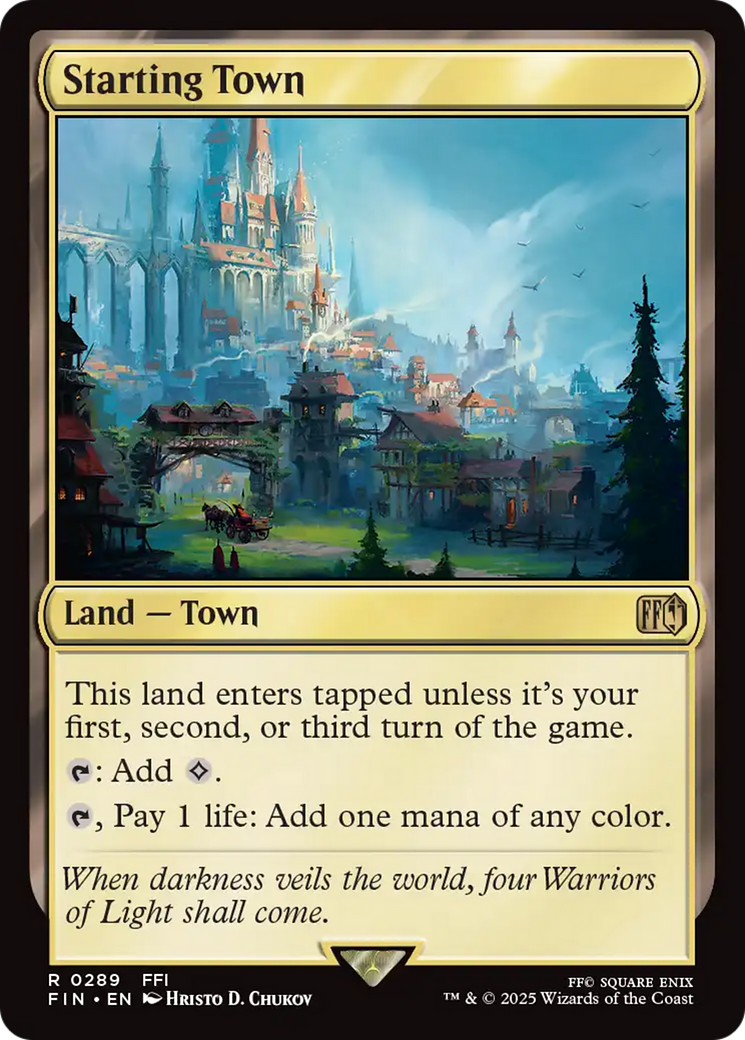 Starting Town
Land — Town
FF
This land enters tapped unless it's your
first, second, or third turn of the game.
: Add .
, Pay 1 life: Add one mana of any color.
When darkness veils the world, four Warriors
of Light shall come.
R 0289 FFI
FIN • EN Hristo D. Chukov
FF© SQUARE ENIX
™ & © 2025 Wizards of the Coast